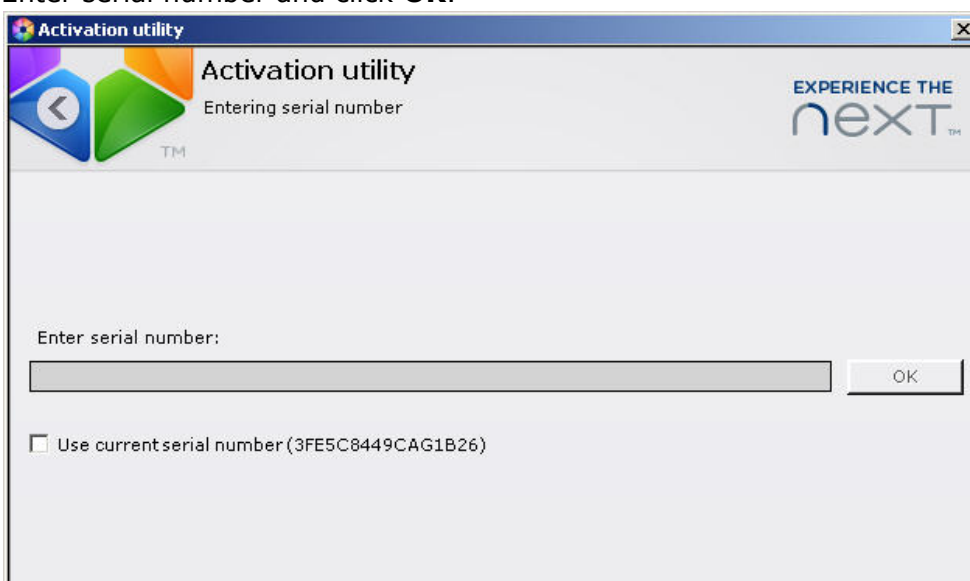 Enter serial number and click OK.
Activation utility
Activation utility
Entering serial number
EXPERIENCE THE
nexT™
TM
Enter serial number:
OK
Use current serial number (3FE5C8449CAG1B26)